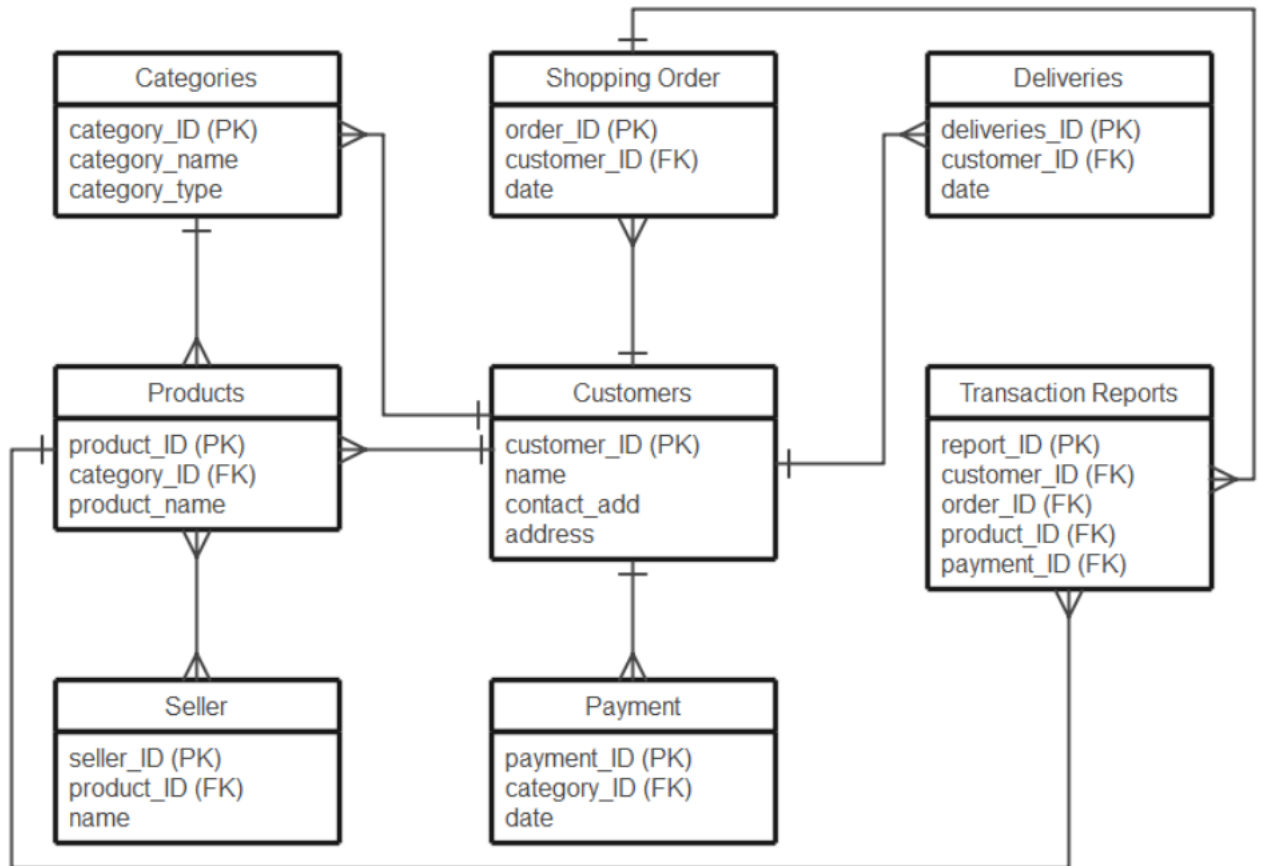 Categories
category_ID (PK)
category_name
category_type
Shopping Order
order_ID (PK)
customer_ID (FK)
date
Deliveries
deliveries_ID (PK)
customer_ID (FK)
date
Products
product_ID (PK)
category_ID (FK)
product_name
Customers
customer_ID (PK)
name
contact_add
address
Transaction Reports
report_ID (PK)
customer_ID (FK)
order_ID (FK)
product_ID (FK)
payment_ID (FK)
Seller
seller_ID (PK)
product_ID (FK)
name
Payment
payment_ID (PK)
category_ID (FK)
date